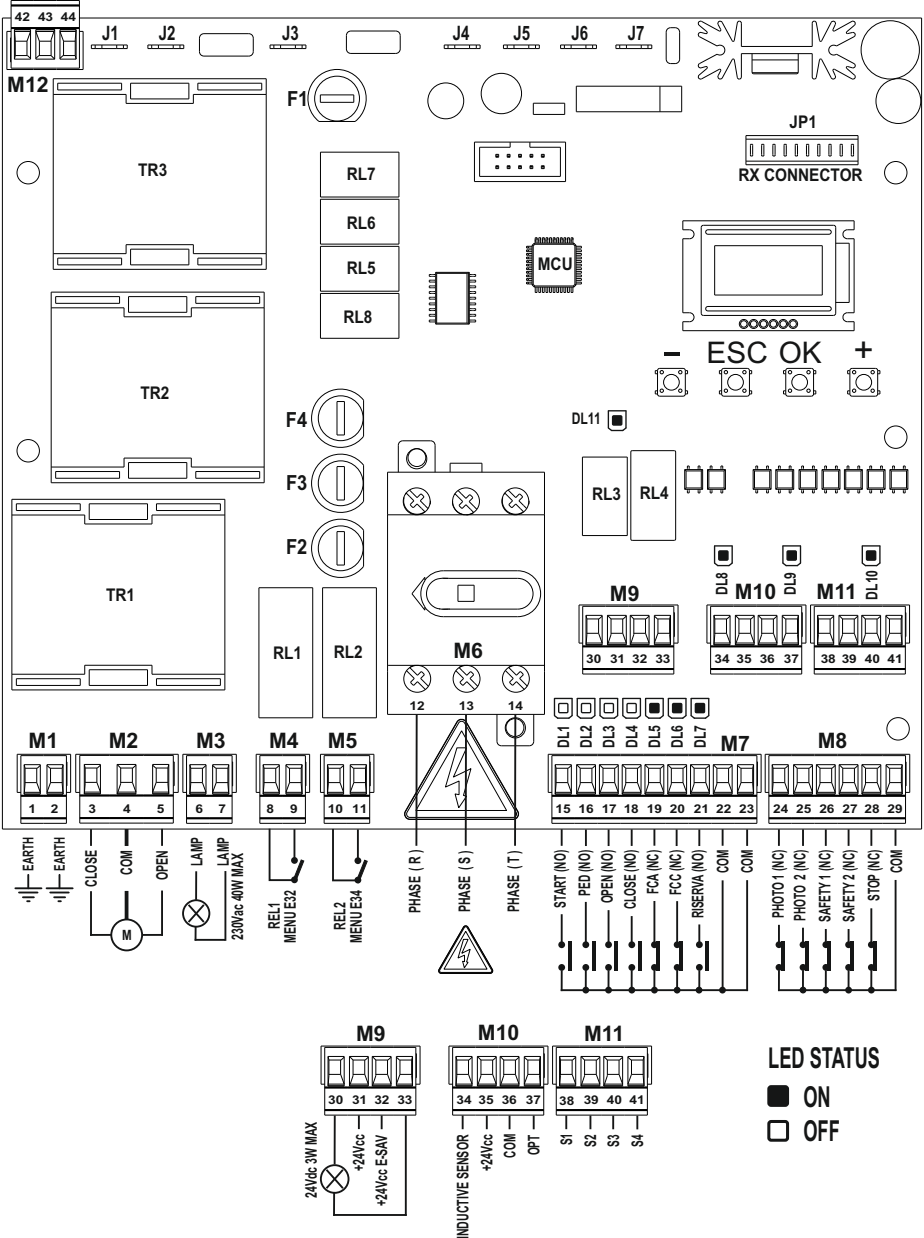 42 43 44
J1 J2 J3 J4 J5 J6 J7
M12
F1
JP1
RX CONNECTOR
TR3
RL7
RL6
RL5
RL8
MCU
- ESC OK +
TR2
F4
F3
F2
DL11
RL3 RL4
TR1
RL1 RL2
M6
12 13 14
DL8 DL9 DL10
M9 M10 M11
30 31 32 33
34 35 36 37
38 39 40 41
DL1 DL2 DL3 DL4 DL5 DL6 DL7
M1 M2 M3 M4 M5 M7 M8
1 2
3 4 5
6 7
8 9
10 11
15 16 17 18 19 20 21 22 23
24 25 26 27 28 29
EARTH
EARTH
CLOSE
COM
OPEN
M
LAMP
LAMP
230Vac 40W MAX
REL1
MENU E32
REL2
MENU E34
PHASE (R)
PHASE (S)
PHASE (T)
START (NO)
PED (NO)
OPEN (NO)
CLOSE (NO)
FCA (NC)
FCC (NC)
RISERVA (NO)
COM
COM
PHOTO 1 (NC)
PHOTO 2 (NC)
SAFETY1 (NC)
SAFETY2 (NC)
STOP (NC)
COM
M9 M10 M11
30 31 32 33
34 35 36 37
38 39 40 41
24Vdc 3W MAX
+24Vcc
+24Vcc E-SAV
INDUCTIVE SENSOR
+24Vcc
COM
OPT
S1
S2
S3
S4
LED STATUS
ON
OFF